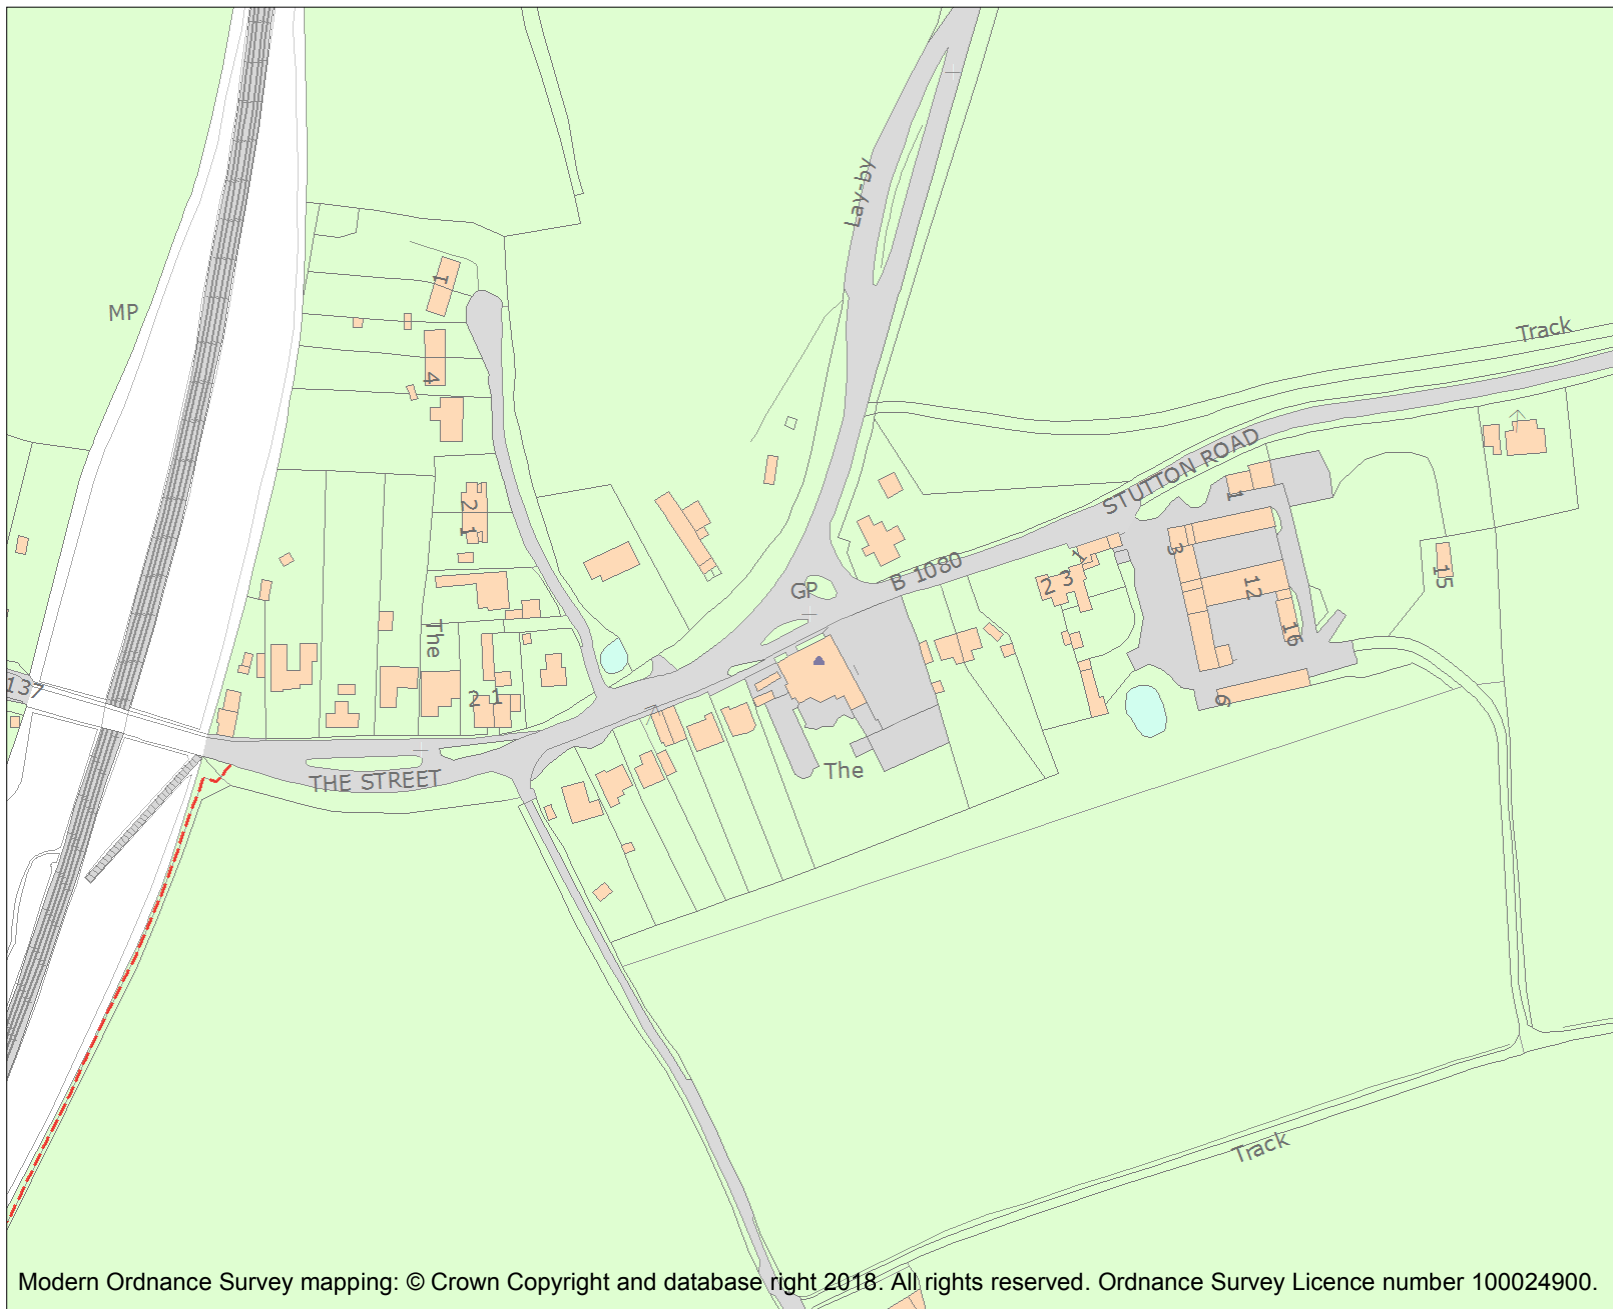 Lay-by
MP
1
Track
4
STUTTON ROAD
2
1
1
3
B 1080
GP
1
2 3
12
15
The
16
137
2 1
6
The
THE STREET
Track
Modern Ordnance Survey mapping: © Crown Copyright and database right 2018. All rights reserved. Ordnance Survey Licence number 100024900.